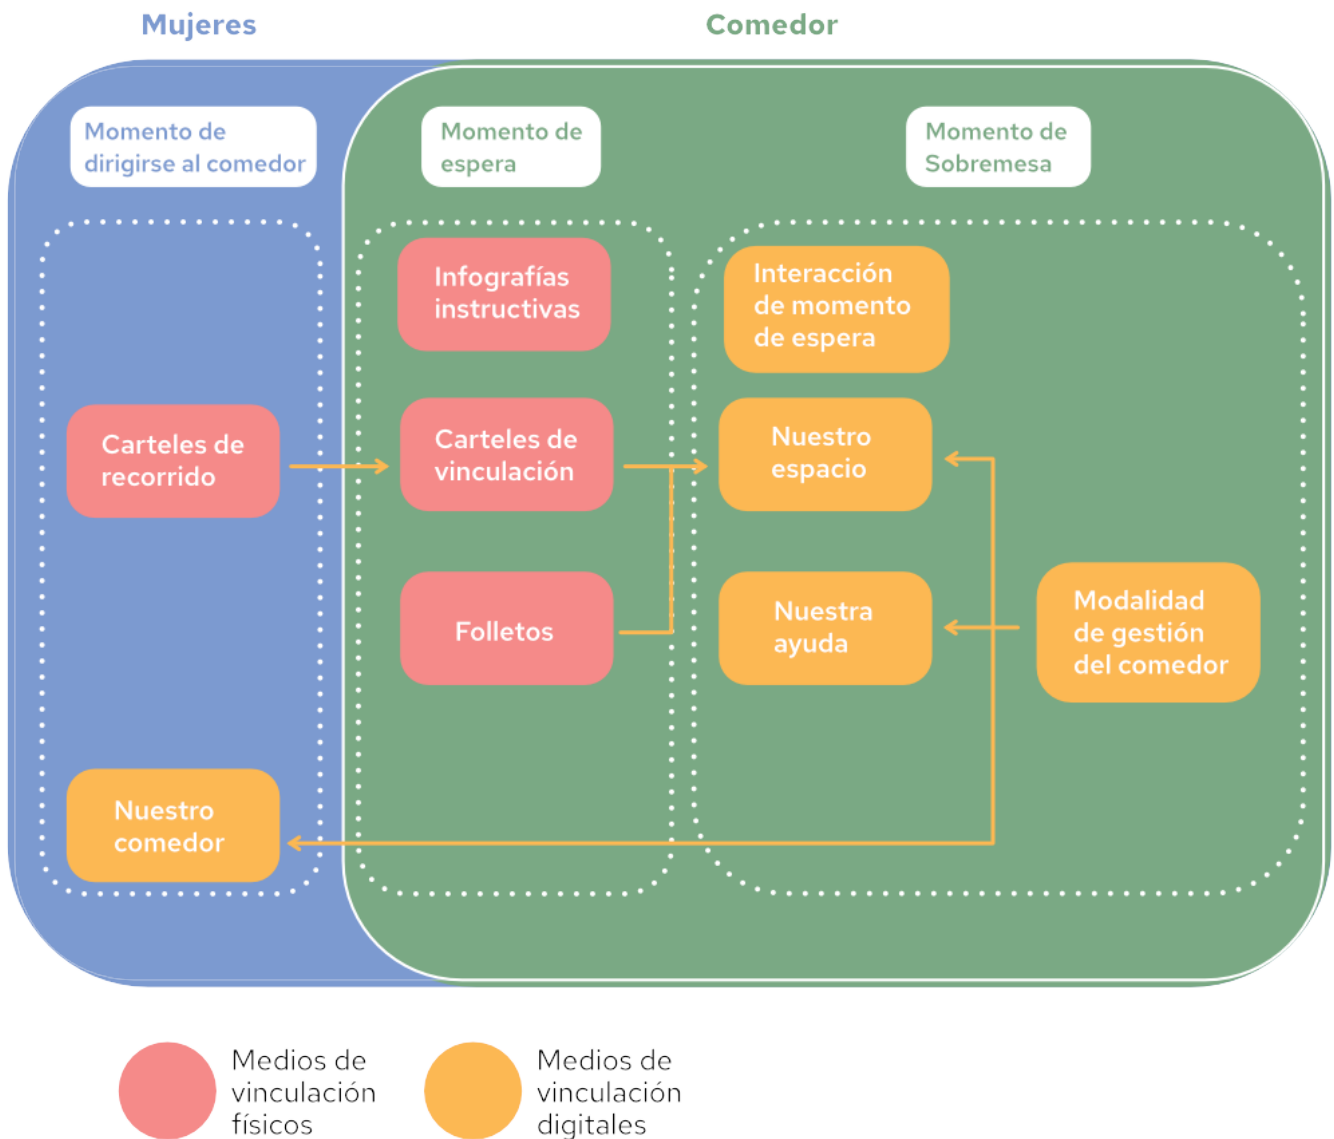 Mujeres
Comedor
Momento de
dirigirse al comedor
Momento de
espera
Momento de
Sobremesa
Infografías
instructivas
Interacción
de momento
de espera
Carteles de
recorrido
Carteles de
vinculación
Nuestro
espacio
Folletos
Nuestra
ayuda
Modalidad
de gestión
del comedor
Nuestro
comedor
Medios de
vinculación
físicos
Medios de
vinculación
digitales